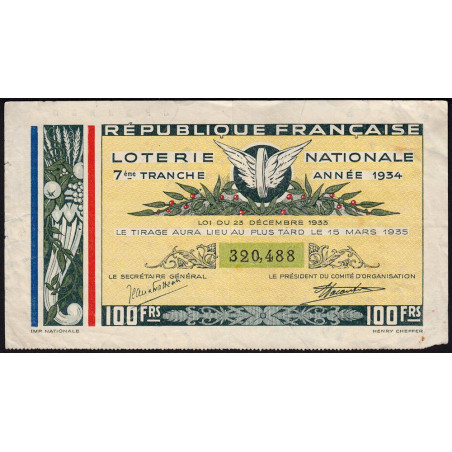 RÉPUBLIQUE FRANÇAISE
LOTERIE NATIONALE
7ème TRANCHE ANNÉE 1934
LOI DU 23 DÉCEMBRE 1933
LE TIRAGE AURA LIEU AU PLUS TARD LE 15 MARS 1935
320,488
LE SECRÉTAIRE GÉNÉRAL LE PRÉSIDENT DU COMITÉ D'ORGANISATION
100 FRS 100 FRS
IMP. NATIONALE HENRY CHEFFER